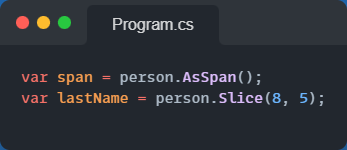 Program.cs
var span = person.AsSpan();
var lastName = person.Slice(8, 5);